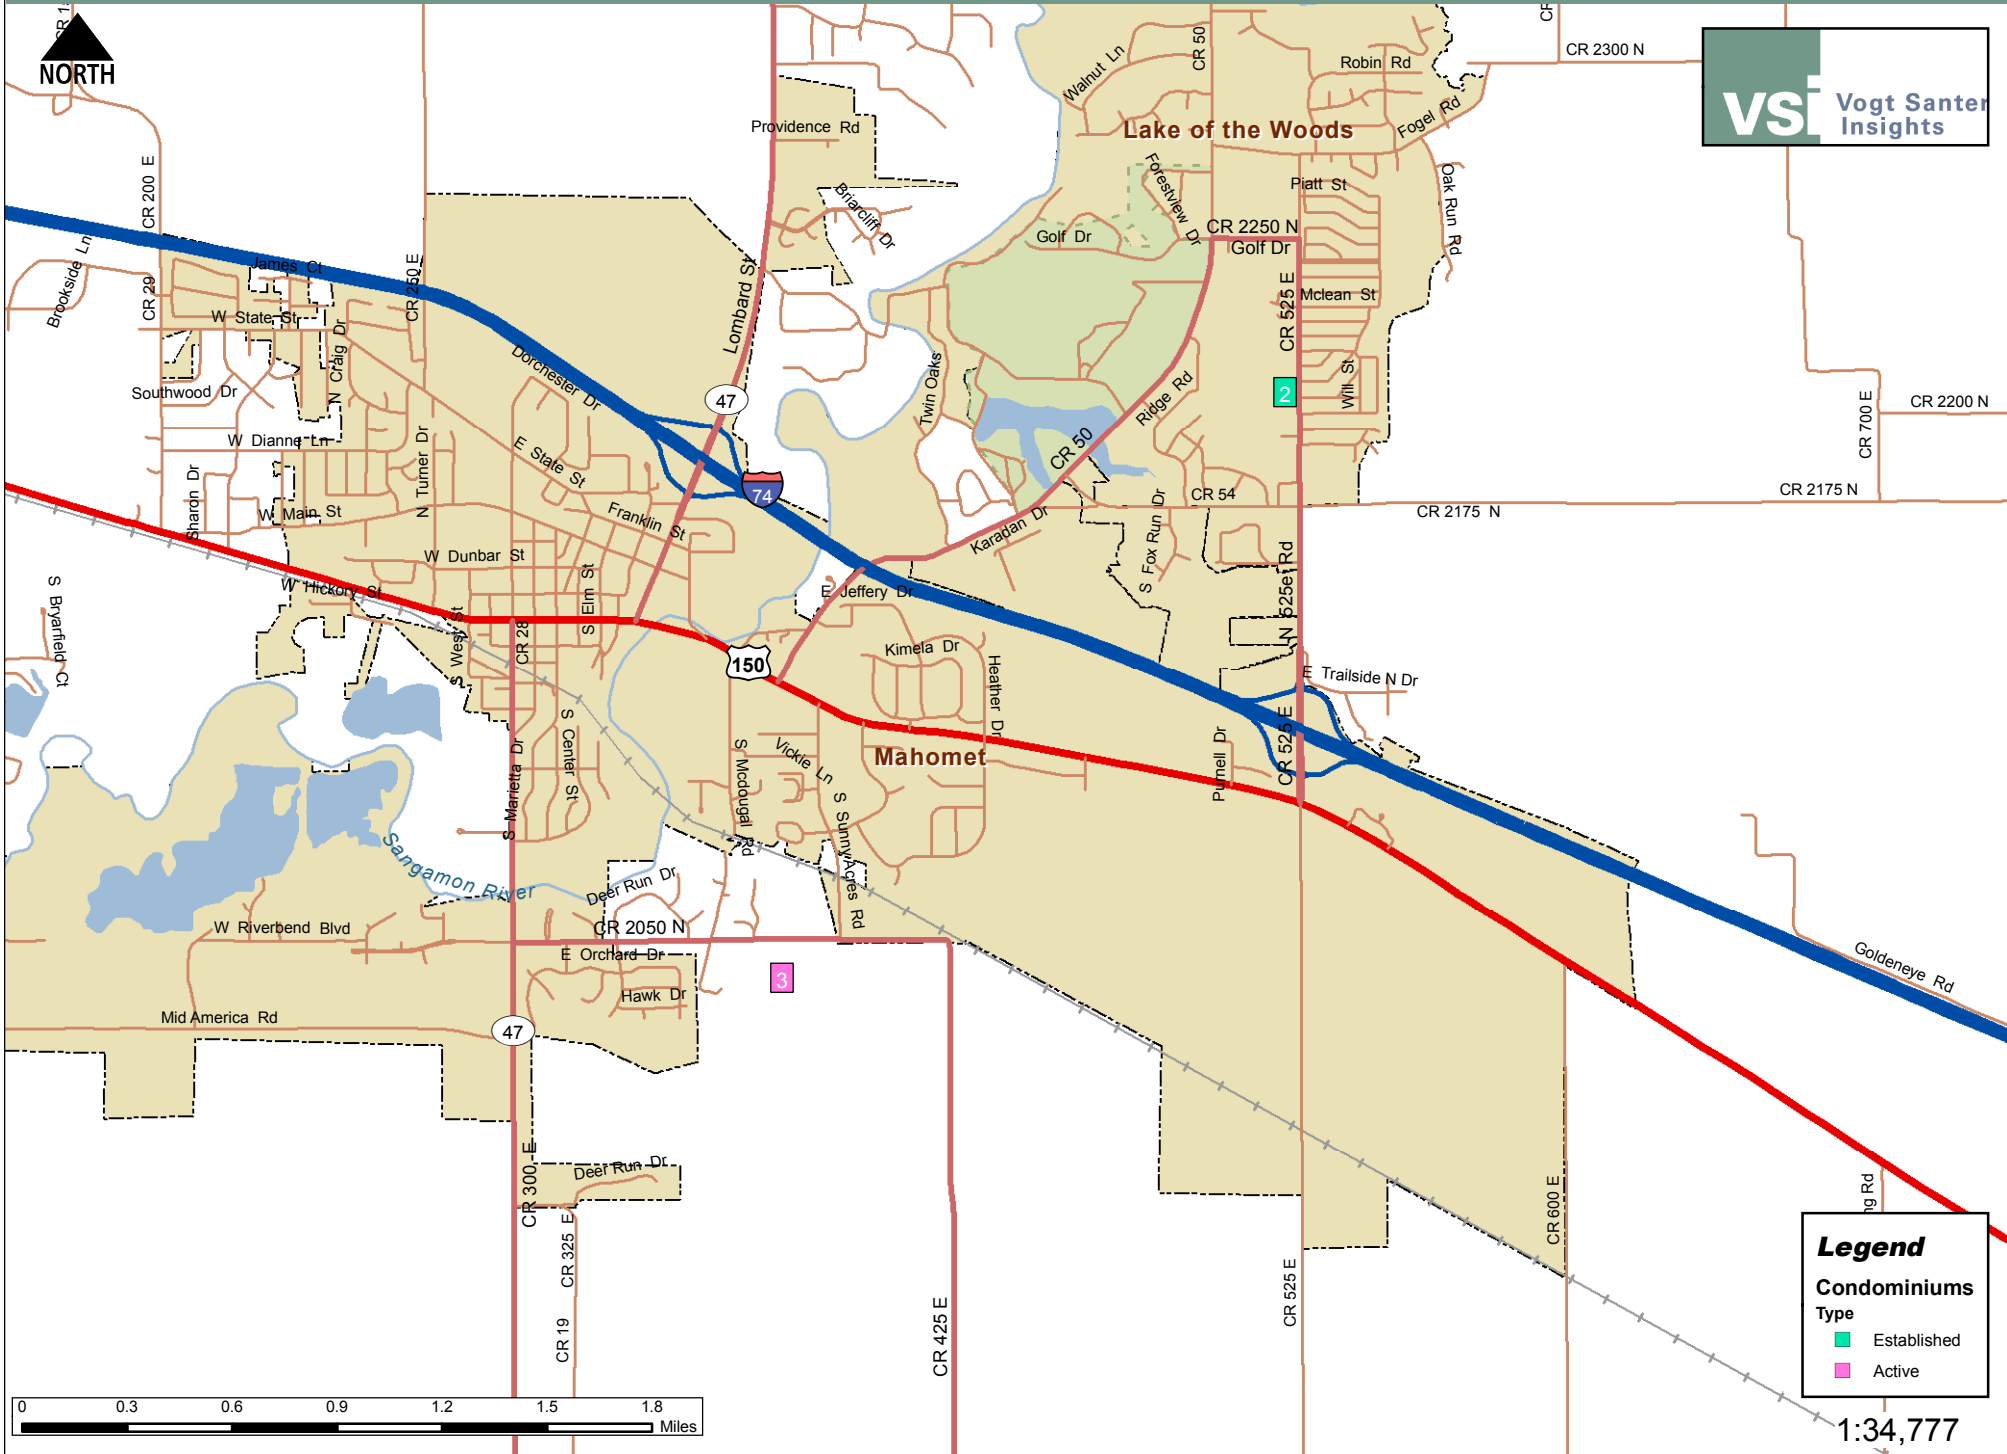 CR 1
NORTH
CR 50
CR
CR 2300 N
Robin Rd
Walnut Ln
Fogel Rd
vsi Vogt Santer
Insights
Providence Rd
Lake of the Woods
CR 200 E
Briarcliff Dr
Forestview Dr
Piatt St
Oak Run Rd
Golf Dr
CR 2250 N
Golf Dr
Brookside Ln
James Ct
CR 29
CR 250 E
Lombard St
CR 525 E
Mclean St
W State St
N Craig Dr
Dorchester Dr
Southwood Dr
47
Twin Oaks
Ridge Rd
2
Will St
CR 700 E
CR 2200 N
W Dianne Ln
N Turner Dr
E State St
CR 50
74
Sharon Dr
W Main St
Franklin St
Karadan Dr
S Fox Run Dr
CR 54
CR 2175 N
CR 2175 N
W Dunbar St
W Hickory St
S Elm St
E Jeffery Dr
N 525e Rd
S Bryarfield Ct
S West St
CR 28
150
Kimela Dr
Heather Dr
E Trailside N Dr
S Marietta Dr
S Center St
S Mcdougal Rd
Vickie Ln
Mahomet
Purnell Dr
CR 525 E
S Sunny Acres Rd
Sangamon River
Deer Run Dr
W Riverbend Blvd
CR 2050 N
E Orchard Dr
Hawk Dr
3
Goldeneye Rd
Mid America Rd
47
CR 300 E
Deer Run Dr
CR 325 E
CR 600 E
ng Rd
CR 19
CR 425 E
CR 525 E
Legend
Condominiums
Type
Established
Active
0 0.3 0.6 0.9 1.2 1.5 1.8
Miles
1:34,777